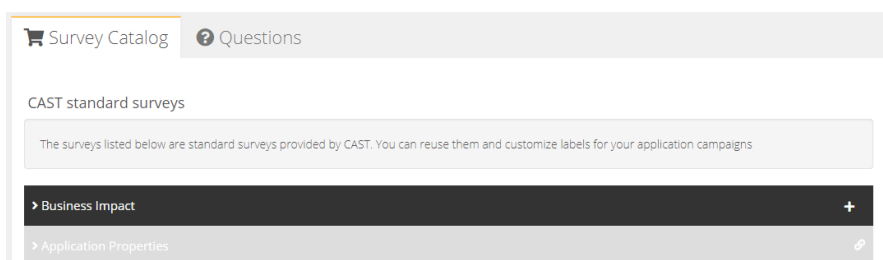 Survey Catalog
Questions
CAST standard surveys
The surveys listed below are standard surveys provided by CAST. You can reuse them and customize labels for your application campaigns
Business Impact
Application Properties